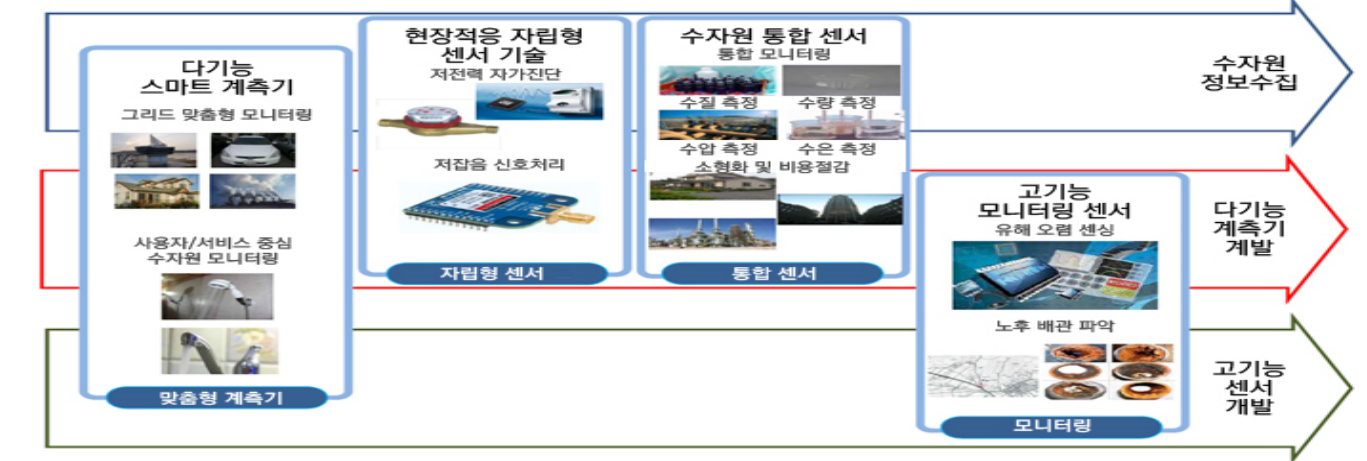 다기능
스마트 계측기
그리드 맞춤형 모니터링
사용자/서비스 중심
수자원 모니터링
맞춤형 계측기
현장적응 자립형
센서 기술
저전력 자가진단
저잡음 신호처리
자립형 센서
수자원 통합 센서
통합 모니터링
수질 측정
수량 측정
수압 측정
수은 측정
소형화 및 비용절감
통합 센서
고기능
모니터링 센서
유해 오렴 센싱
노후 배관 파악
모니터링
수자원
정보수집
다기능
계측기
계발
고기능
센서
개발